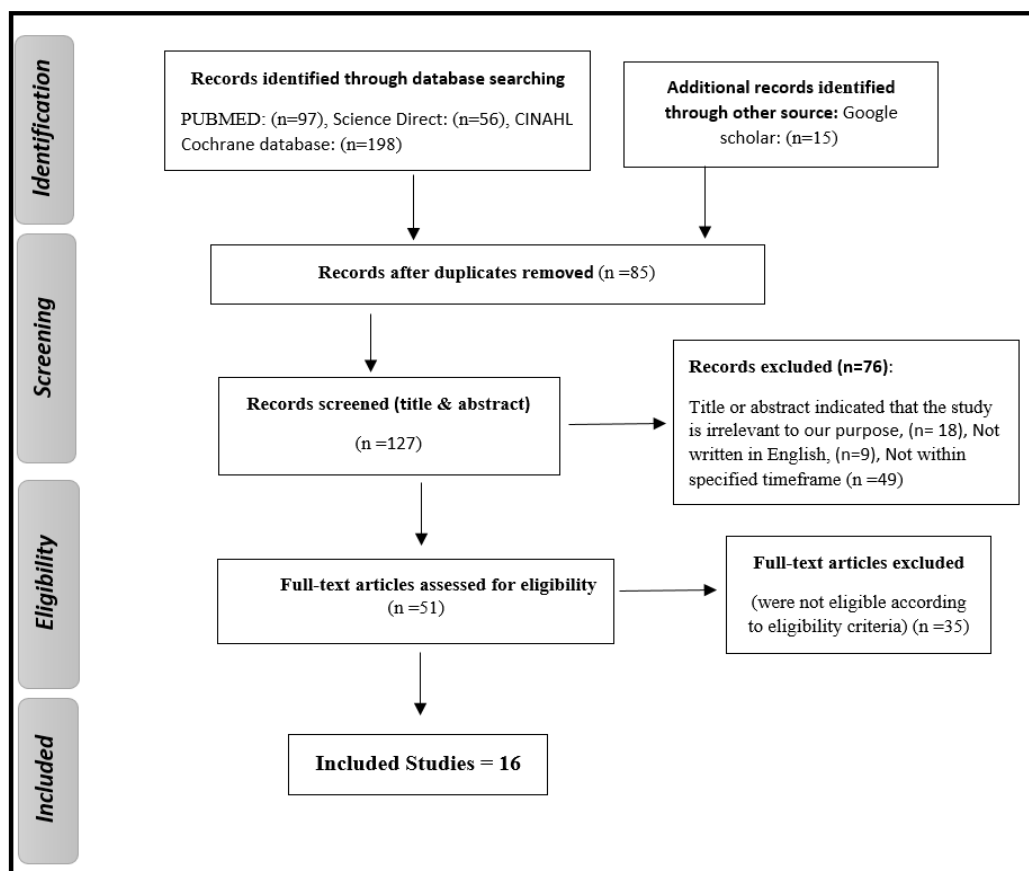 Identification
Records identified through database searching
PUBMED: (n=97), Science Direct: (n=56), CINAHL
Cochrane database: (n=198)
Additional records identified
through other source: Google
scholar: (n=15)
Screening
Records after duplicates removed (n =85)
Records screened (title & abstract)
(n =127)
Records excluded (n=76):
Title or abstract indicated that the study
is irrelevant to our purpose, (n= 18), Not
written in English, (n=9), Not within
specified timeframe (n =49)
Eligibility
Full-text articles assessed for eligibility
(n =51)
Full-text articles excluded
(were not eligible according
to eligibility criteria) (n =35)
Included
Included Studies = 16